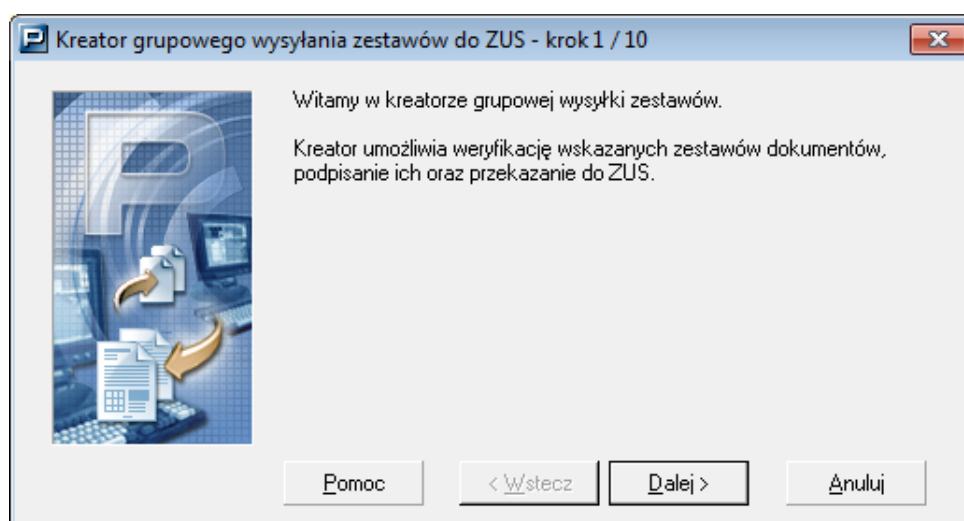 Kreator grupowego wysyłania zestawów do ZUS - krok 1 / 10
Witamy w kreatorze grupowej wysyłki zestawów.
Kreator umożliwia weryfikację wskazanych zestawów dokumentów,
podpisanie ich oraz przekazanie do ZUS.
Pomoc
< Wstecz
Dalej >
Anuluj